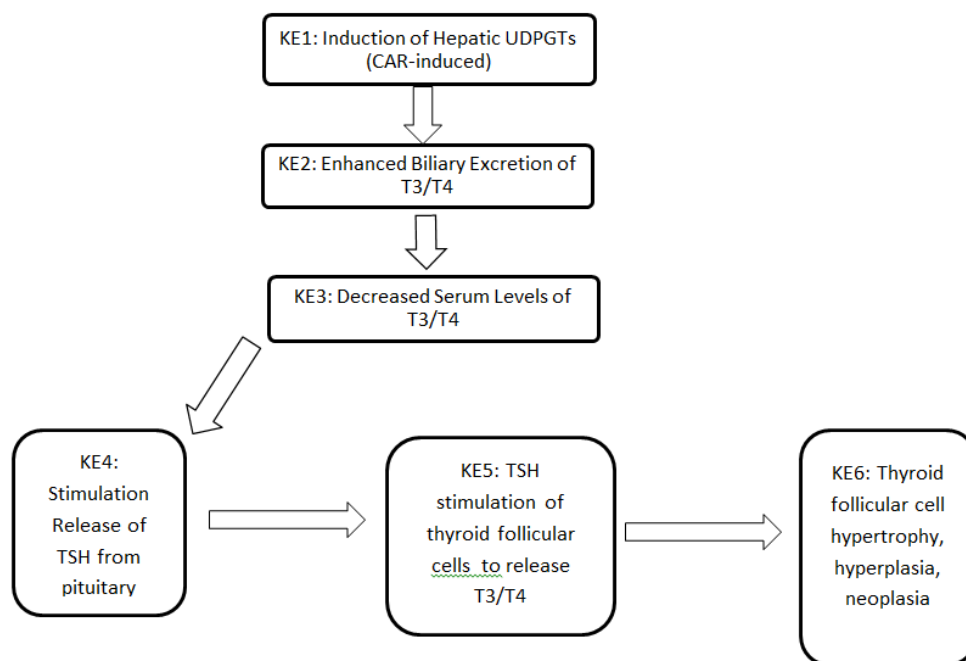 KE1: Induction of Hepatic UDPGTs
(CAR-induced)
KE2: Enhanced Biliary Excretion of
T3/T4
KE3: Decreased Serum Levels of
T3/T4
KE4:
Stimulation
Release of
TSH from
pituitary
KE5: TSH
stimulation of
thyroid follicular
cells to release
T3/T4
KE6: Thyroid
follicular cell
hypertrophy,
hyperplasia,
neoplasia